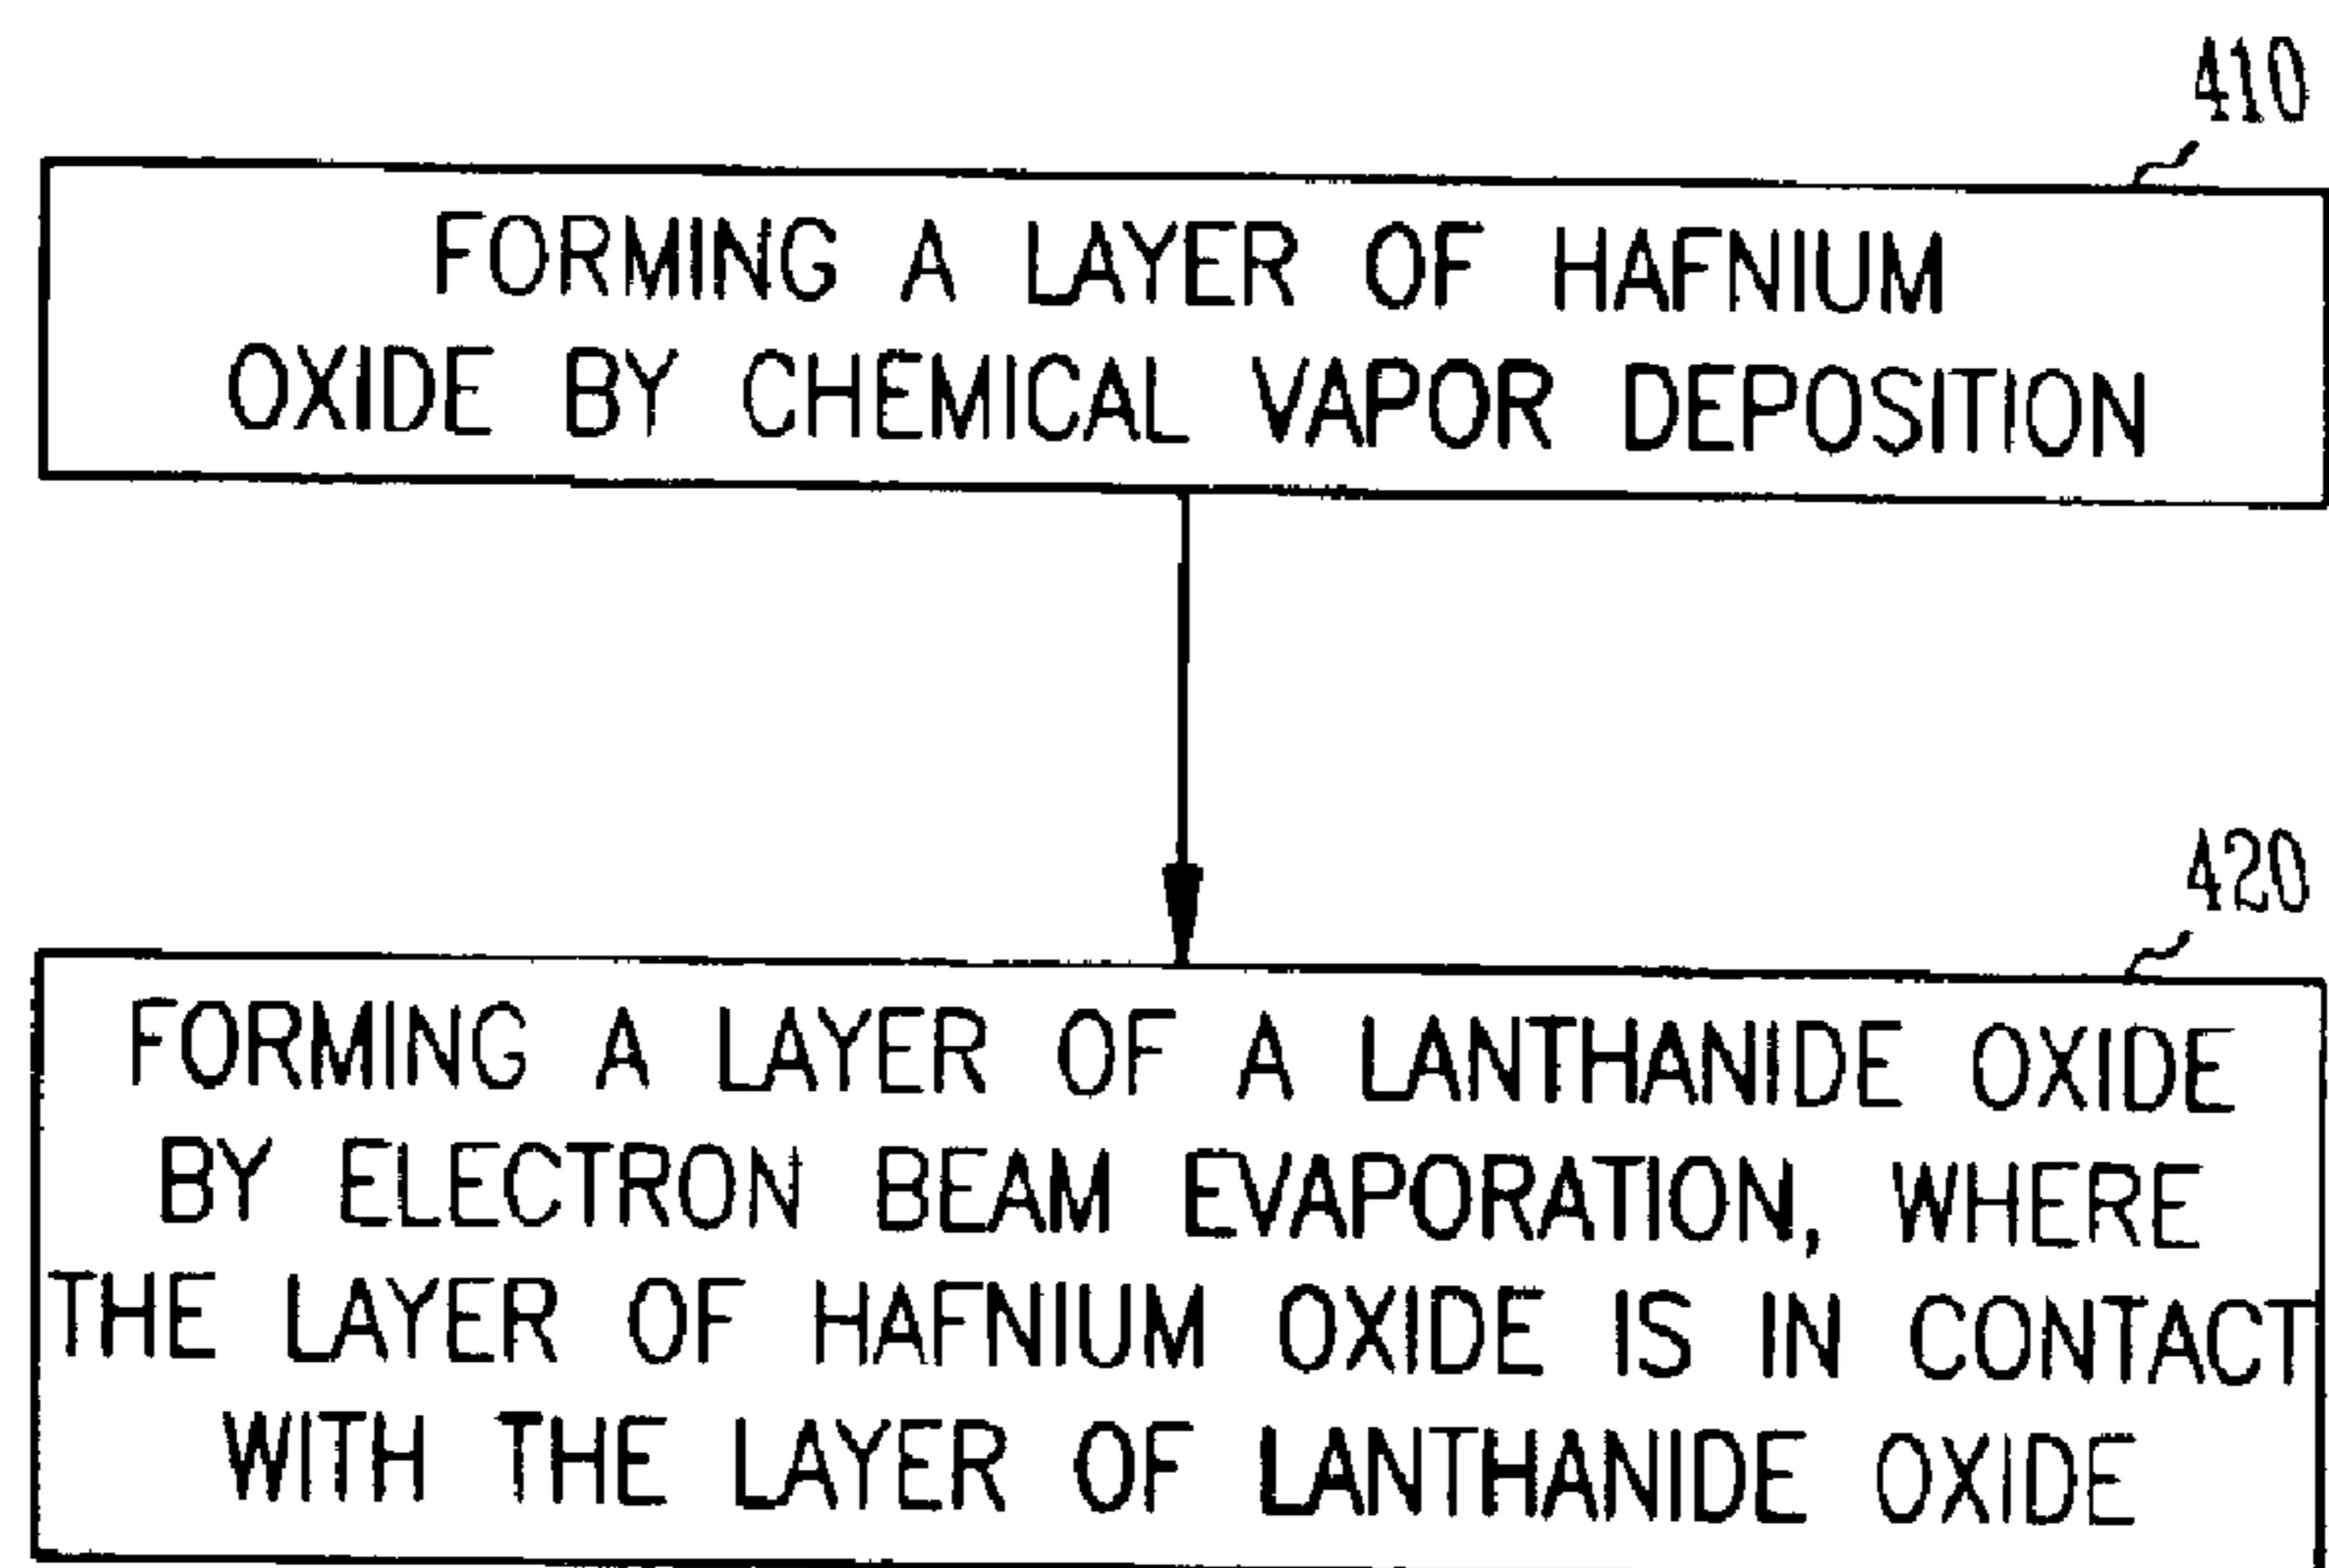 410
FORMING A LAYER OF HAFNIUM
OXIDE BY CHEMICAL VAPOR DEPOSITION
420
FORMING A LAYER OF A LANTHANIDE OXIDE
BY ELECTRON BEAM EVAPORATION, WHERE
THE LAYER OF HAFNIUM OXIDE IS IN CONTACT
WITH THE LAYER OF LANTHANIDE OXIDE